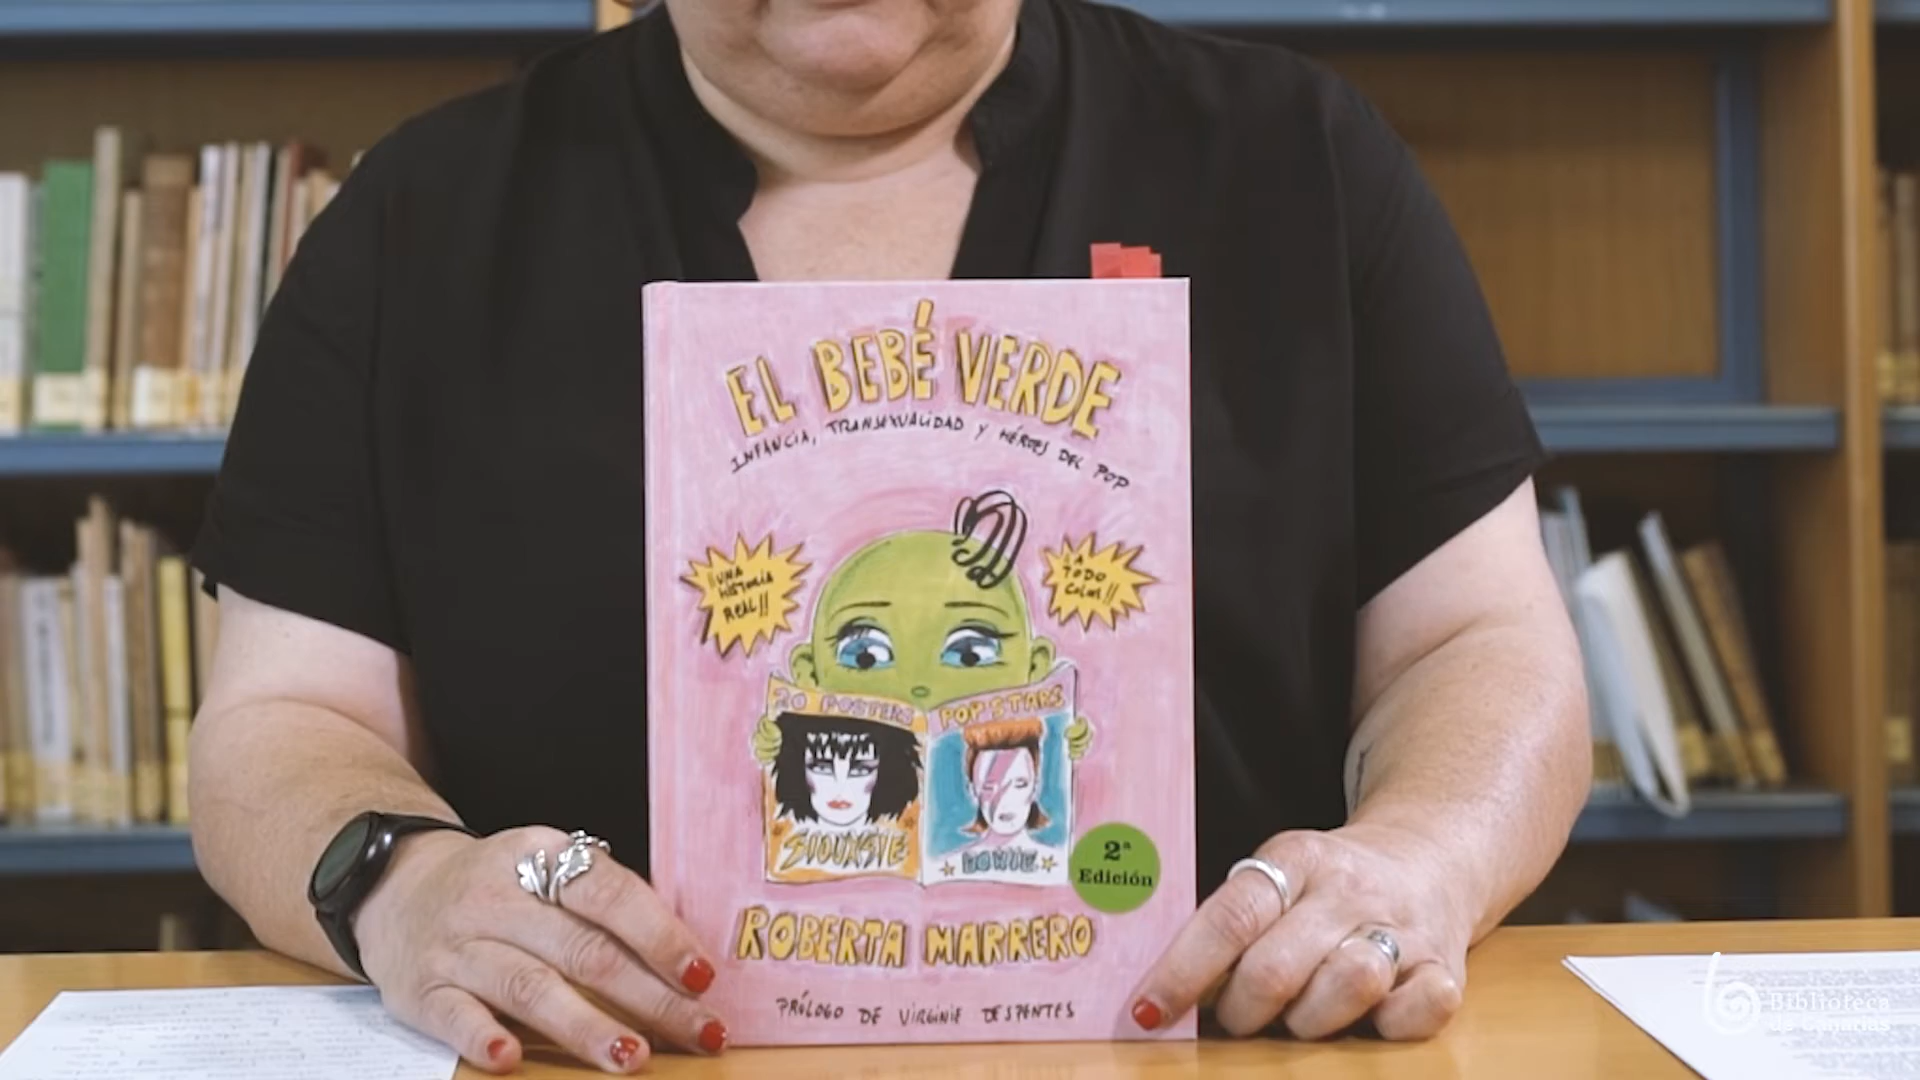 EL BEBÉ VERDE
INFANCIA, TRANSEXUALIDAD Y HÉROES DEL POP
¡¡UNA
HISTORIA
REAL!!
¡¡A
TODO
COLOR!!
20 POSTERS
POP STARS
SIOUXSIE
BOWIE
2ª
Edición
ROBERTA MARRERO
PRÓLOGO DE VIRGINIE DESPENTES
Biblioteca
de Canarias